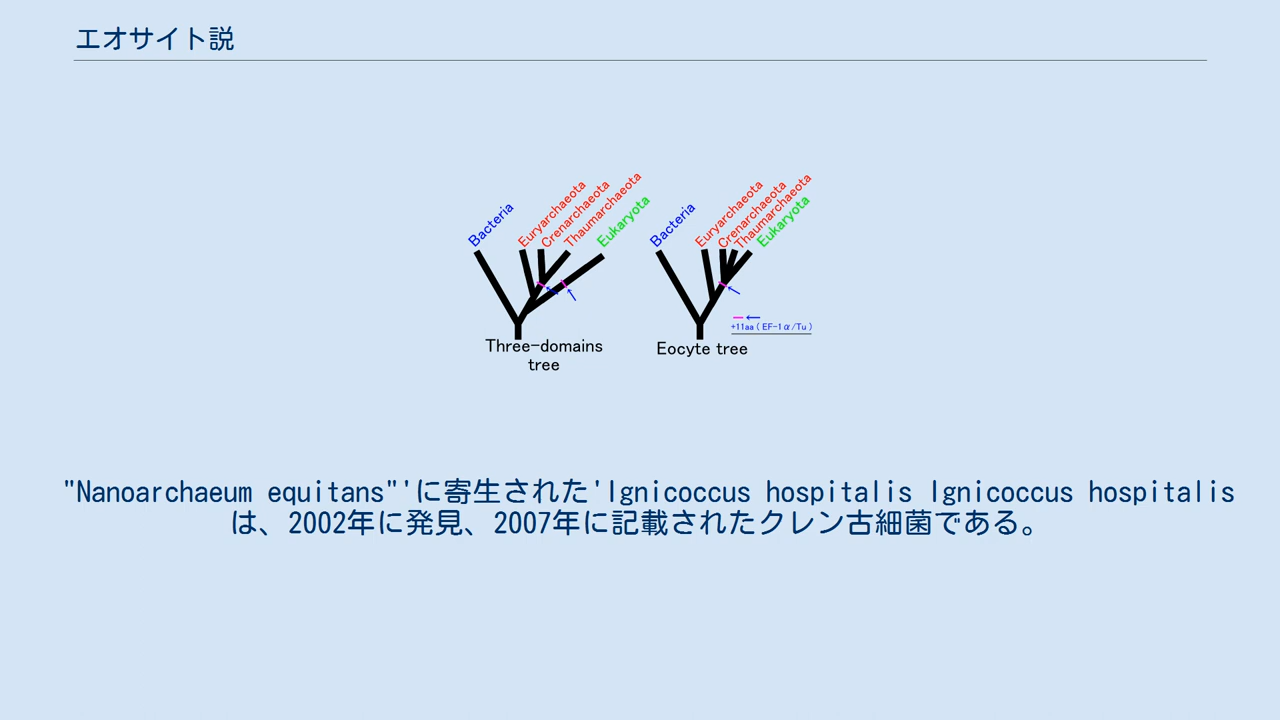 エオサイト説
Bacteria
Euryarchaeota
Crenarchaeota
Thaumarchaeota
Eukaryota
Three-domains
tree
Bacteria
Euryarchaeota
Crenarchaeota
Thaumarchaeota
Eukaryota
+11aa ( EF-1α/Tu )
Eocyte tree
"Nanoarchaeum equitans"'に寄生された'Ignicoccus hospitalis Ignicoccus hospitalis
は、2002年に発見、2007年に記載されたクレン古細菌である。